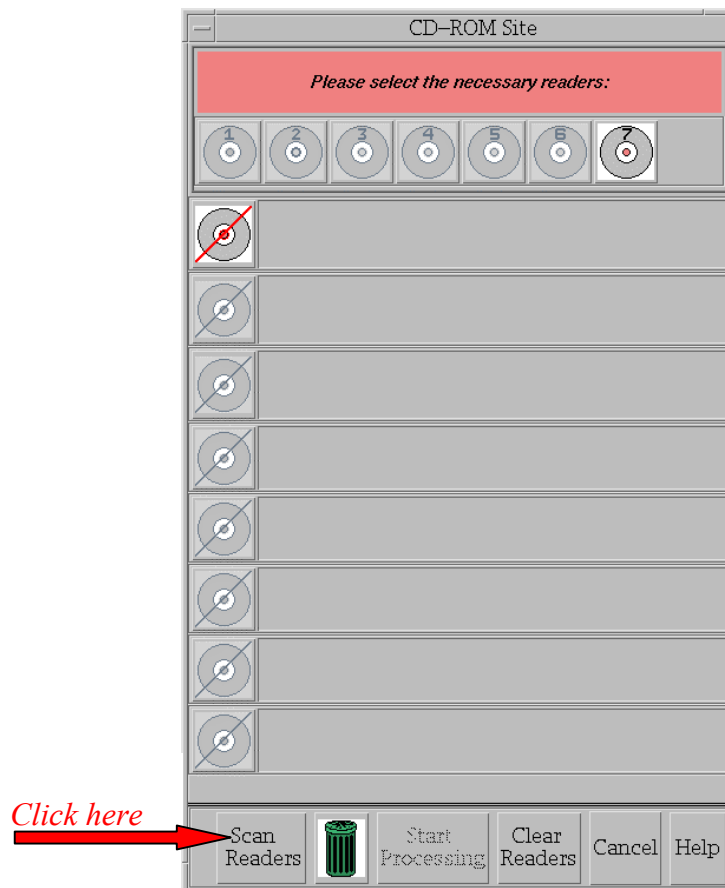 CD–ROM Site
Please select the necessary readers:
1 2 3 4 5 6 7
Click here
Scan Readers
Start Processing
Clear Readers
Cancel
Help